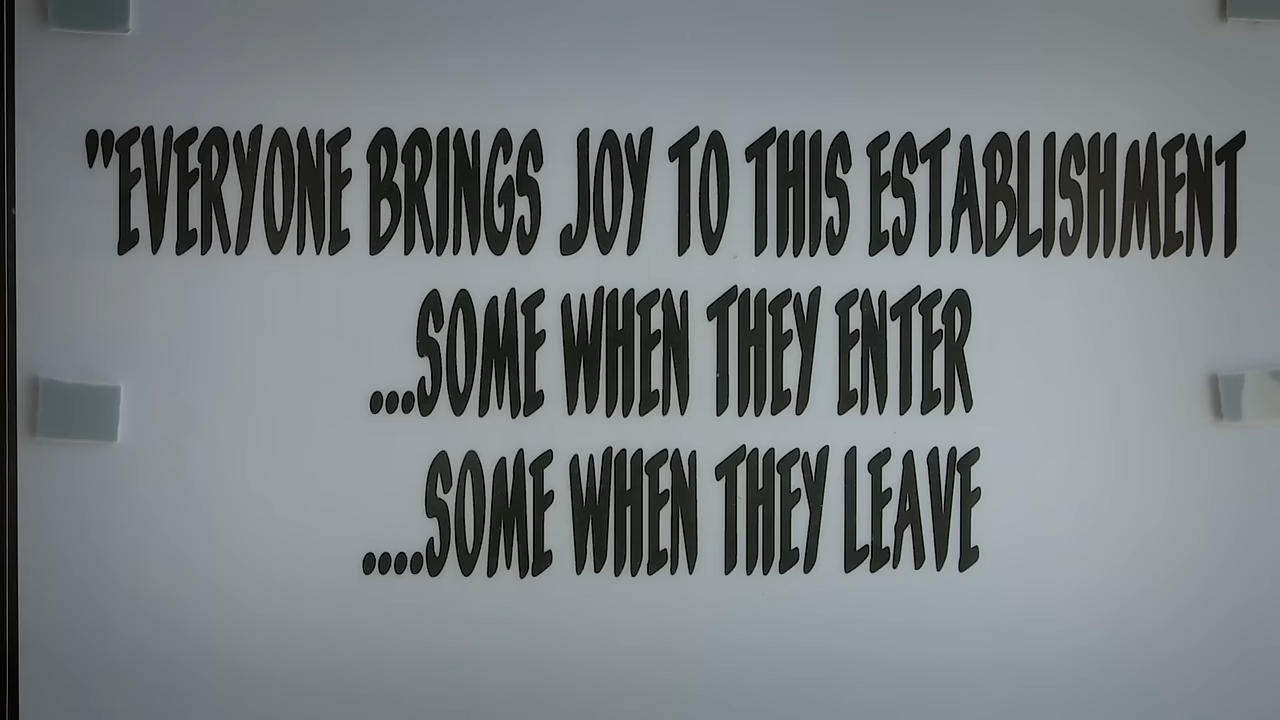 "EVERYONE BRINGS JOY TO THIS ESTABLISHMENT
...SOME WHEN THEY ENTER
....SOME WHEN THEY LEAVE